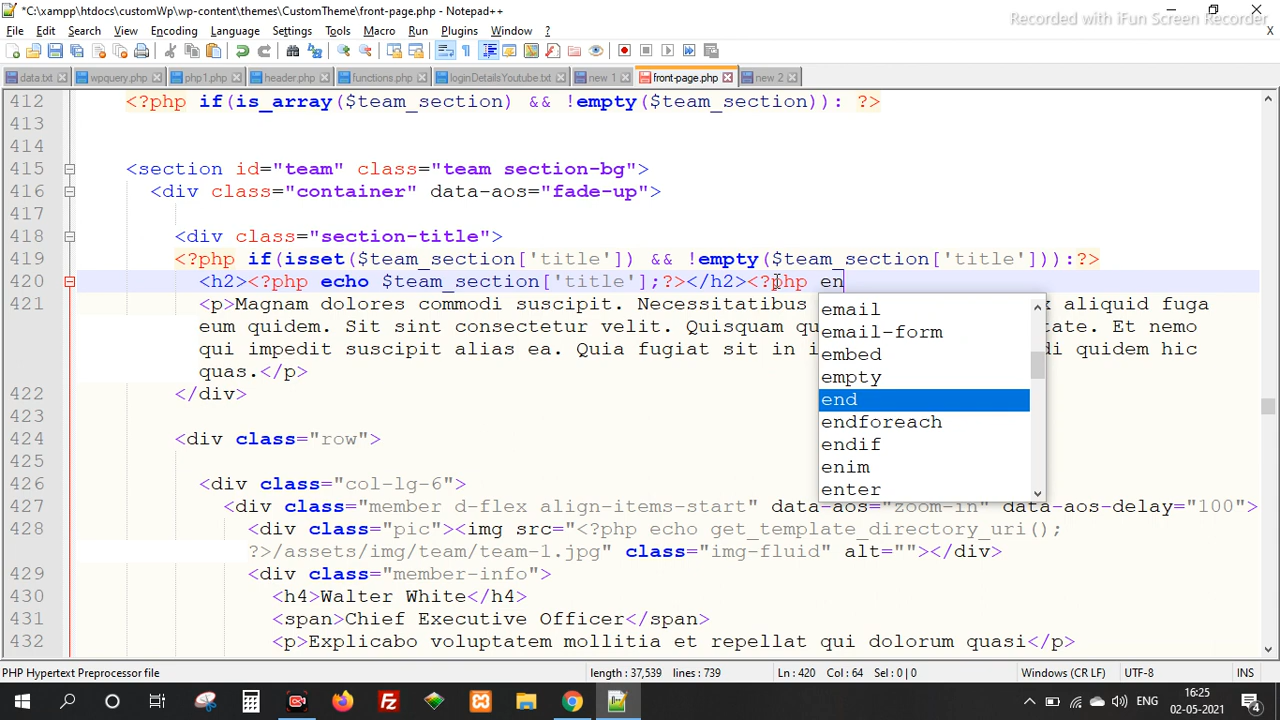 *C:\xampp\htdocs\customWp\wp-content\themes\CustomTheme\front-page.php - Notepad++
Recorded with iFun Screen Recorder
File Edit Search View Encoding Language Settings Tools Macro Run Plugins Window ? X
data.txt wpquery.php php1.php header.php functions.php loginDetailsYoutube.txt new 1 front-page.php new 2
412 <?php if(is_array($team_section) && !empty($team_section)): ?>
413
414
415 <section id="team" class="team section-bg">
416 <div class="container" data-aos="fade-up">
417
418 <div class="section-title">
419 <?php if(isset($team_section['title']) && !empty($team_section['title'])):?>
420 <h2><?php echo $team_section['title'];?></h2><?php en
421 <p>Magnam dolores commodi suscipit. Necessitatibus x aliquid fuga
eum quidem. Sit sint consectetur velit. Quisquam qu tate. Et nemo
qui impedit suscipit alias ea. Quia fugiat sit in i di quidem hic
quas.</p>
email
email-form
embed
empty
end
endforeach
endif
enim
enter
422 </div>
423
424 <div class="row">
425
426 <div class="col-lg-6">
427 <div class="member d-flex align-items-start" data-aos="zoom-in" data-aos-delay="100">
428 <div class="pic"><img src="<?php echo get_template_directory_uri();
?>/assets/img/team/team-1.jpg" class="img-fluid" alt=""></div>
429 <div class="member-info">
430 <h4>Walter White</h4>
431 <span>Chief Executive Officer</span>
432 <p>Explicabo voluptatem mollitia et repellat qui dolorum quasi</p>
PHP Hypertext Preprocessor file length : 37,539 lines : 739 Ln : 420 Col : 64 Sel : 0 | 0 Windows (CR LF) UTF-8 INS
ENG 16:25
02-05-2021
4